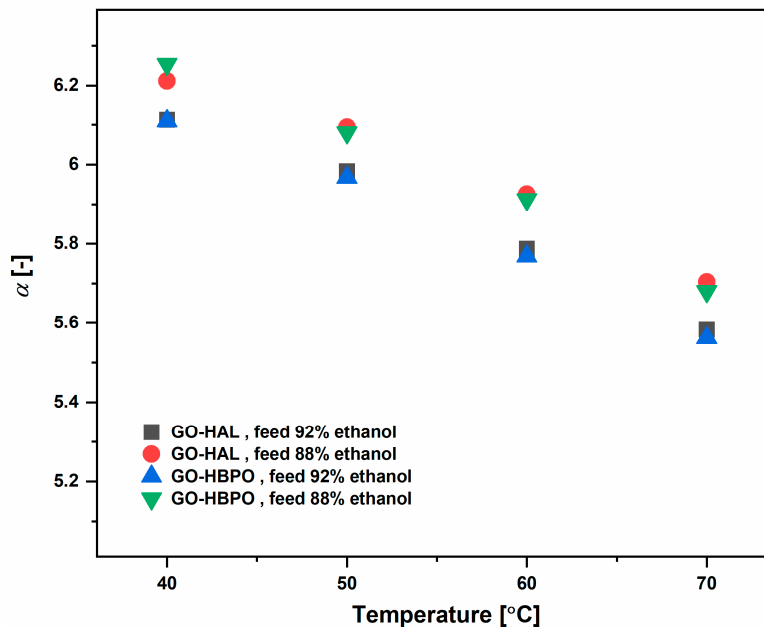 6.2
6
5.8
5.6
5.4
5.2
α [-]
GO-HAL , feed 92% ethanol
GO-HAL , feed 88% ethanol
GO-HBPO , feed 92% ethanol
GO-HBPO , feed 88% ethanol
40 50 60 70
Temperature [°C]